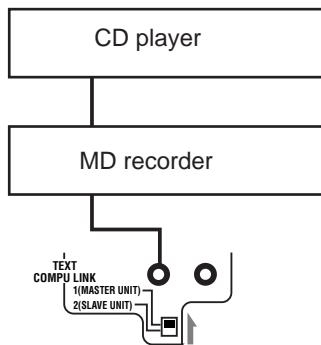 CD player
MD recorder
TEXT
COMPU LINK
1(MASTER UNIT)
2(SLAVE UNIT)